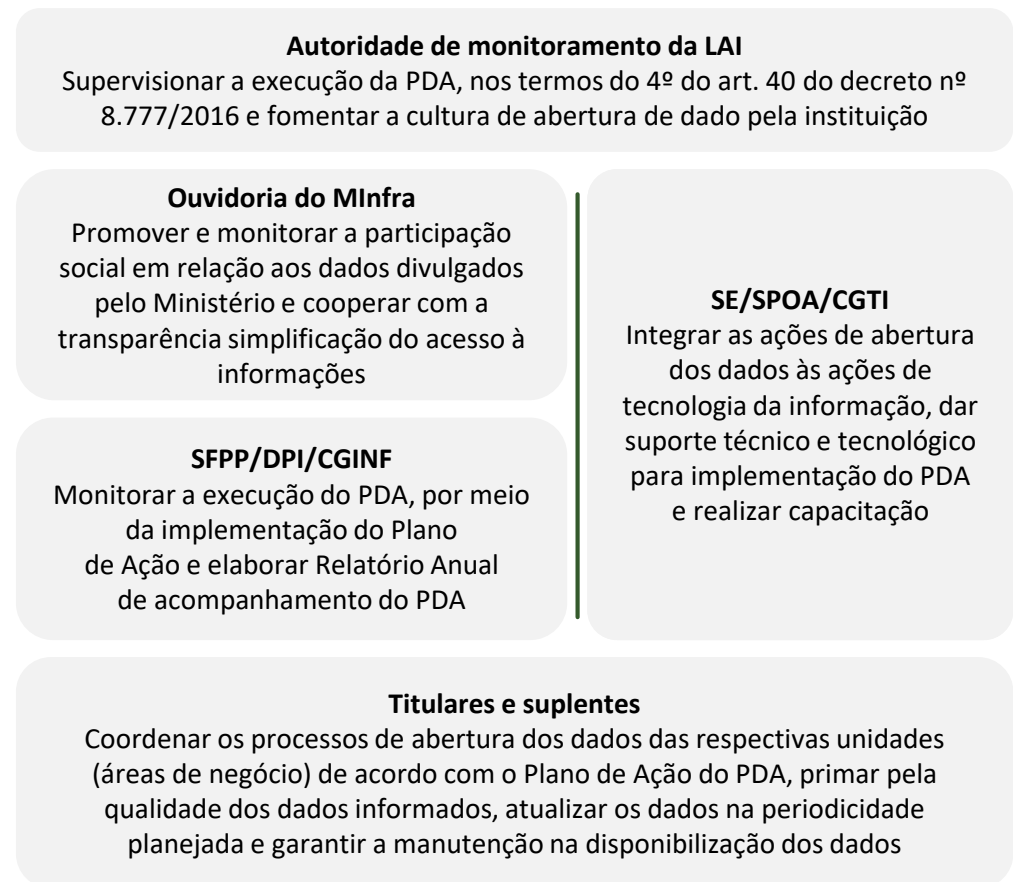 Autoridade de monitoramento da LAI
Supervisionar a execução da PDA, nos termos do 4º do art. 40 do decreto nº
8.777/2016 e fomentar a cultura de abertura de dado pela instituição
Ouvidoria do MInfra
Promover e monitorar a participação
social em relação aos dados divulgados
pelo Ministério e cooperar com a
transparência simplificação do acesso à
informações
SFPP/DPI/CGINF
Monitorar a execução do PDA, por meio
da implementação do Plano
de Ação e elaborar Relatório Anual
de acompanhamento do PDA
SE/SPOA/CGTI
Integrar as ações de abertura
dos dados às ações de
tecnologia da informação, dar
suporte técnico e tecnológico
para implementação do PDA
e realizar capacitação
Titulares e suplentes
Coordenar os processos de abertura dos dados das respectivas unidades
(áreas de negócio) de acordo com o Plano de Ação do PDA, primar pela
qualidade dos dados informados, atualizar os dados na periodicidade
planejada e garantir a manutenção na disponibilização dos dados